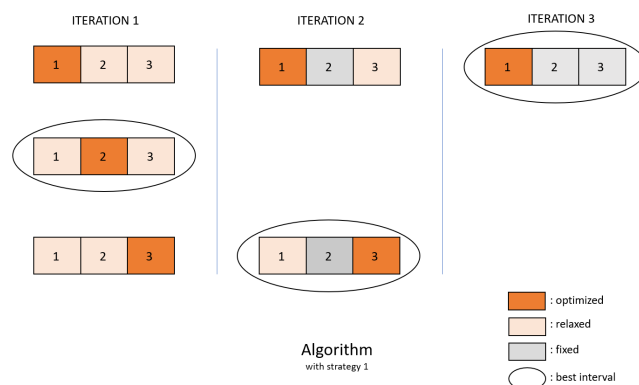 ITERATION 1
ITERATION 2
ITERATION 3
1 2 3
1 2 3
1 2 3
1 2 3
1 2 3
1 2 3
Algorithm
with strategy 1
: optimized
: relaxed
: fixed
: best interval